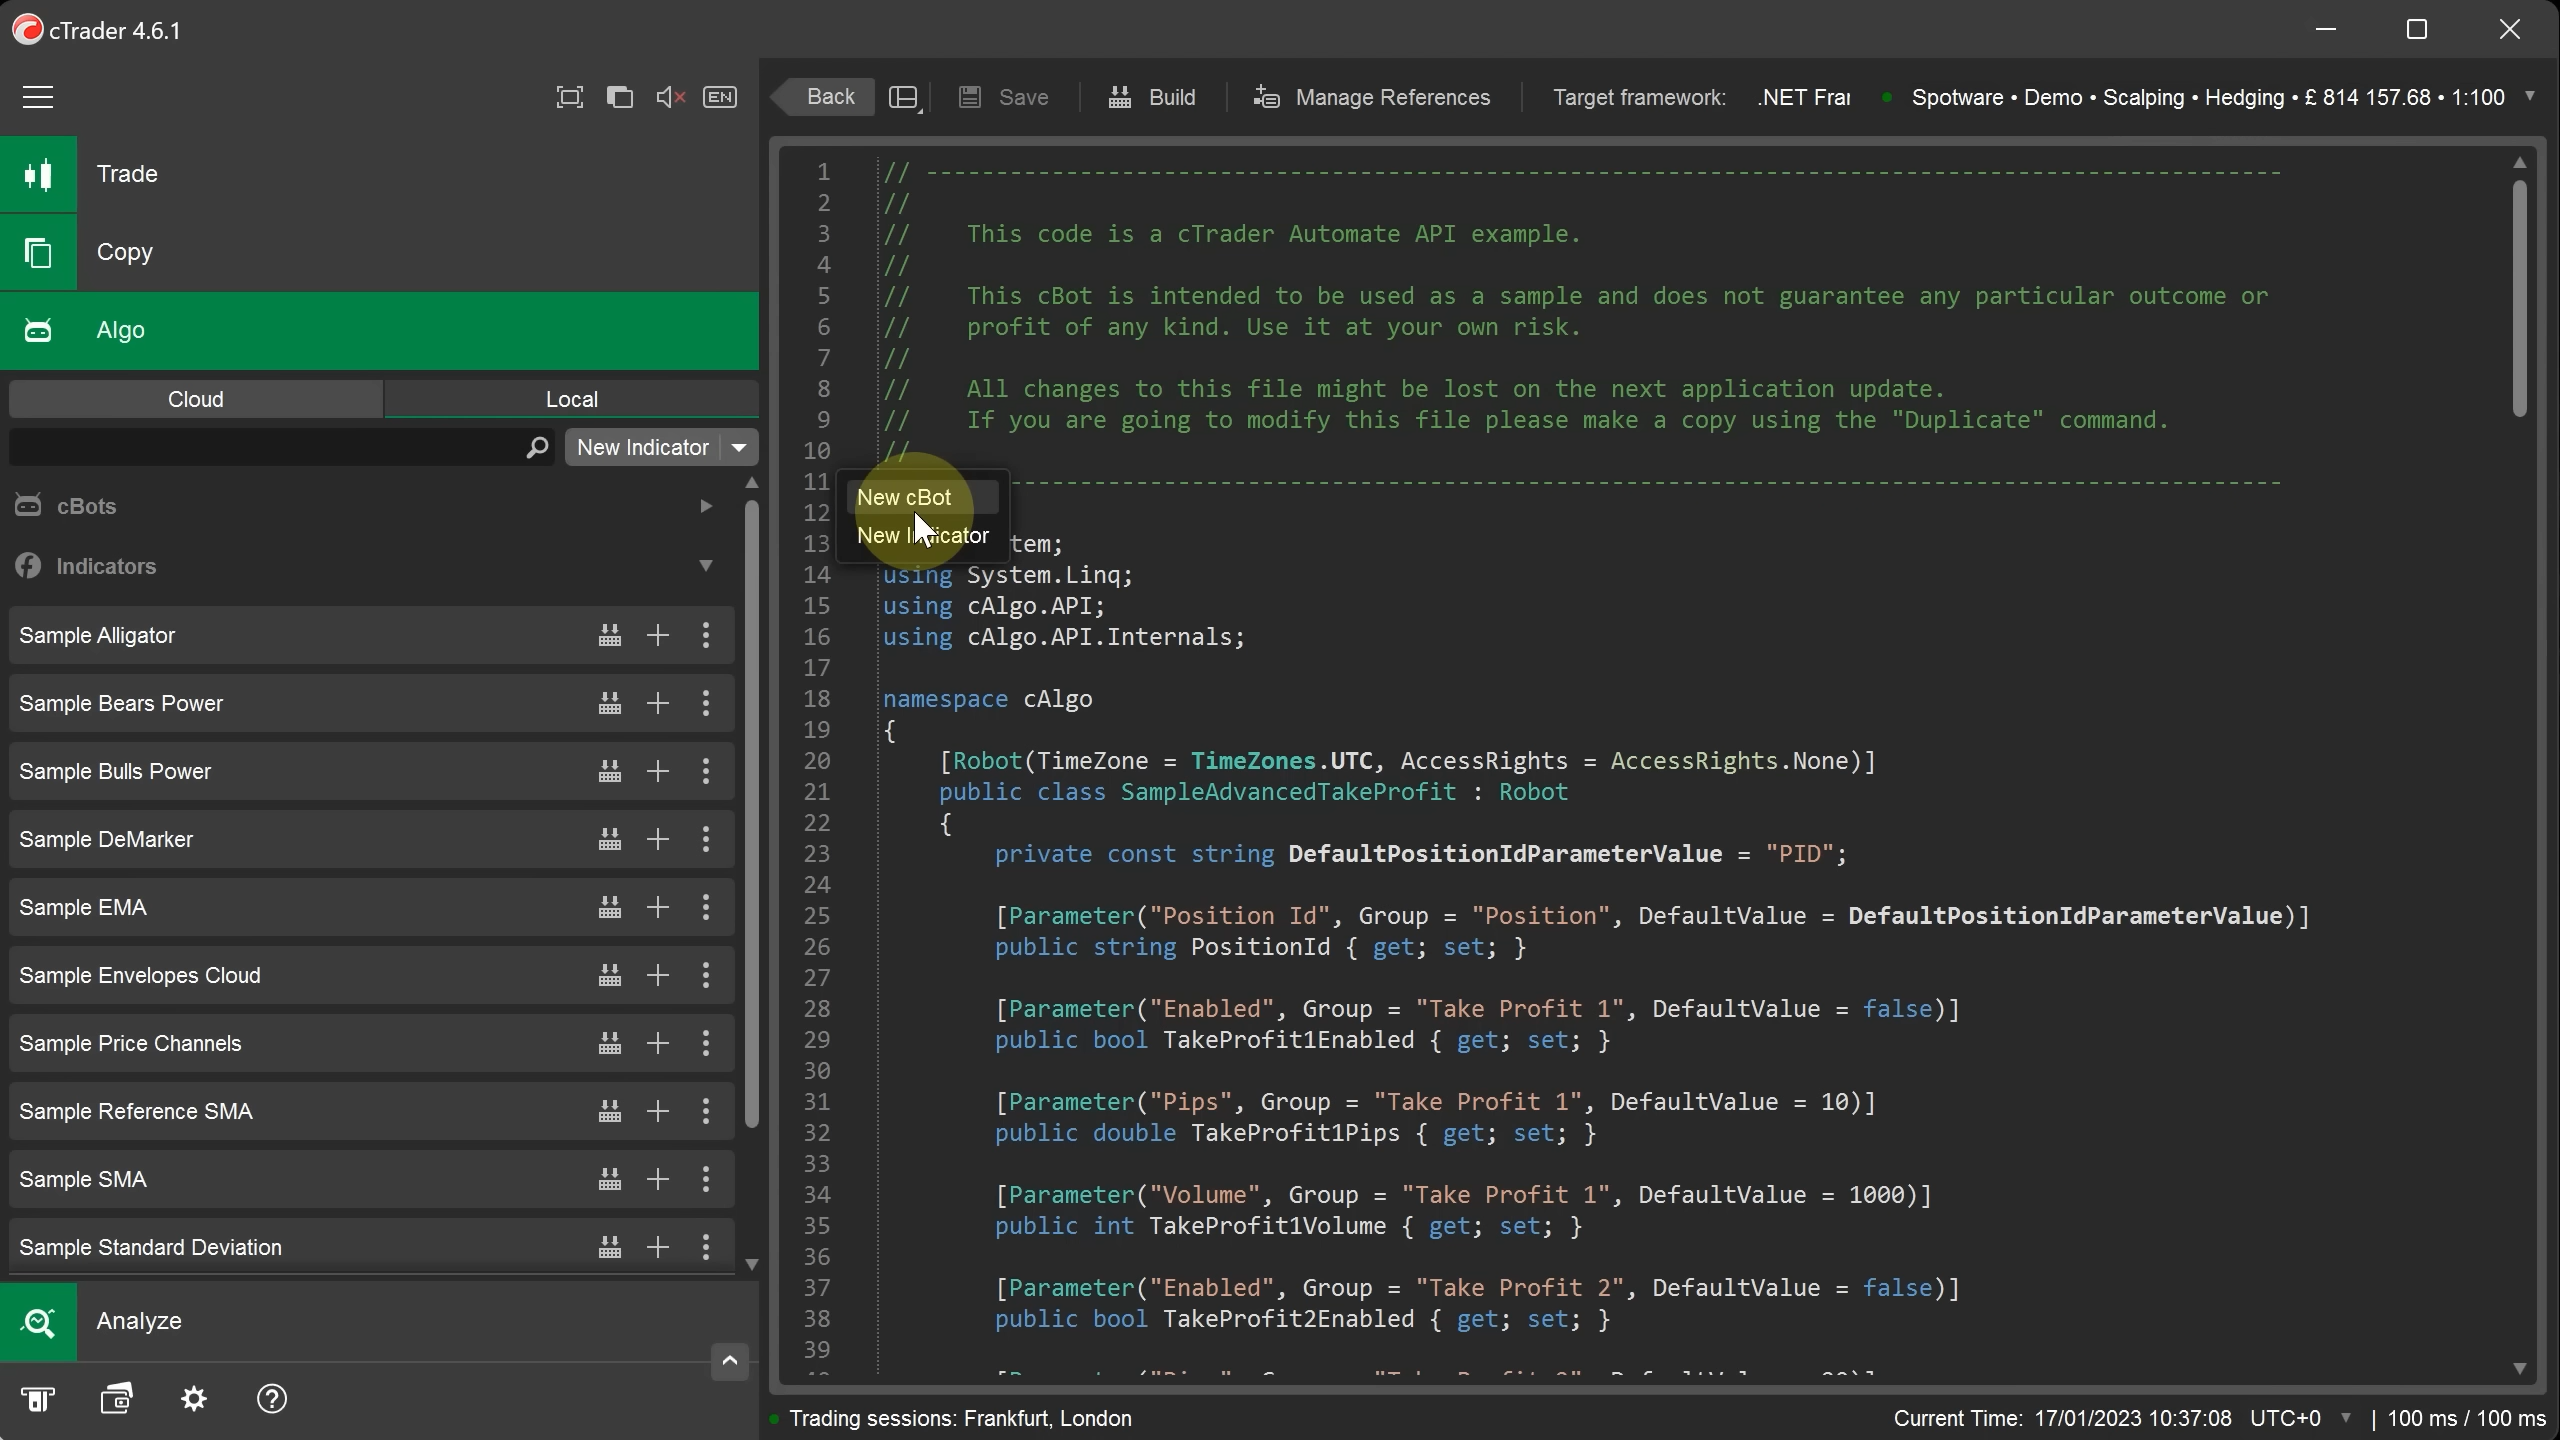 cTrader 4.6.1
EN
Trade
Copy
Algo
Cloud
Local
New Indicator
cBots
Indicators
Sample Alligator
Sample Bears Power
Sample Bulls Power
Sample DeMarker
Sample EMA
Sample Envelopes Cloud
Sample Price Channels
Sample Reference SMA
Sample SMA
Sample Standard Deviation
Analyze
Back
Save
Build
Manage References
Target framework: .NET Fra
Spotware • Demo • Scalping • Hedging • £ 814 157.68 • 1:100
1 // -------------------------------------------------------------------------------------------------
2 //
3 //    This code is a cTrader Automate API example.
4 //
5 //    This cBot is intended to be used as a sample and does not guarantee any particular outcome or
6 //    profit of any kind. Use it at your own risk.
7 //
8 //    All changes to this file might be lost on the next application update.
9 //    If you are going to modify this file please make a copy using the "Duplicate" command.
10 //
11 -------------------------------------------------------------------------------------------
New cBot
12
New Indicator
13 tem;
14 using System.Linq;
15 using cAlgo.API;
16 using cAlgo.API.Internals;
17
18 namespace cAlgo
19 {
20     [Robot(TimeZone = TimeZones.UTC, AccessRights = AccessRights.None)]
21     public class SampleAdvancedTakeProfit : Robot
22     {
23         private const string DefaultPositionIdParameterValue = "PID";
24
25         [Parameter("Position Id", Group = "Position", DefaultValue = DefaultPositionIdParameterValue)]
26         public string PositionId { get; set; }
27
28         [Parameter("Enabled", Group = "Take Profit 1", DefaultValue = false)]
29         public bool TakeProfit1Enabled { get; set; }
30
31         [Parameter("Pips", Group = "Take Profit 1", DefaultValue = 10)]
32         public double TakeProfit1Pips { get; set; }
33
34         [Parameter("Volume", Group = "Take Profit 1", DefaultValue = 1000)]
35         public int TakeProfit1Volume { get; set; }
36
37         [Parameter("Enabled", Group = "Take Profit 2", DefaultValue = false)]
38         public bool TakeProfit2Enabled { get; set; }
39
Trading sessions: Frankfurt, London
Current Time: 17/01/2023 10:37:08 UTC+0 | 100 ms / 100 ms